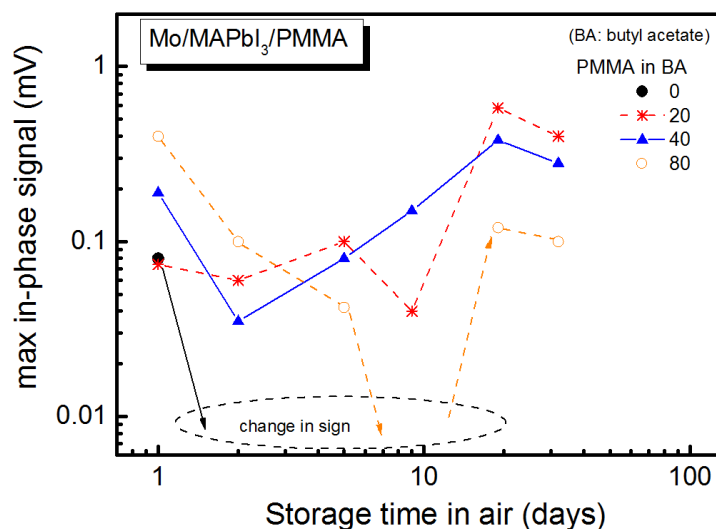 Mo/MAPbI₃/PMMA
(BA: butyl acetate)
PMMA in BA
0
20
40
80
max in-phase signal (mV)
1
0.1
0.01
change in sign
1
10
100
Storage time in air (days)